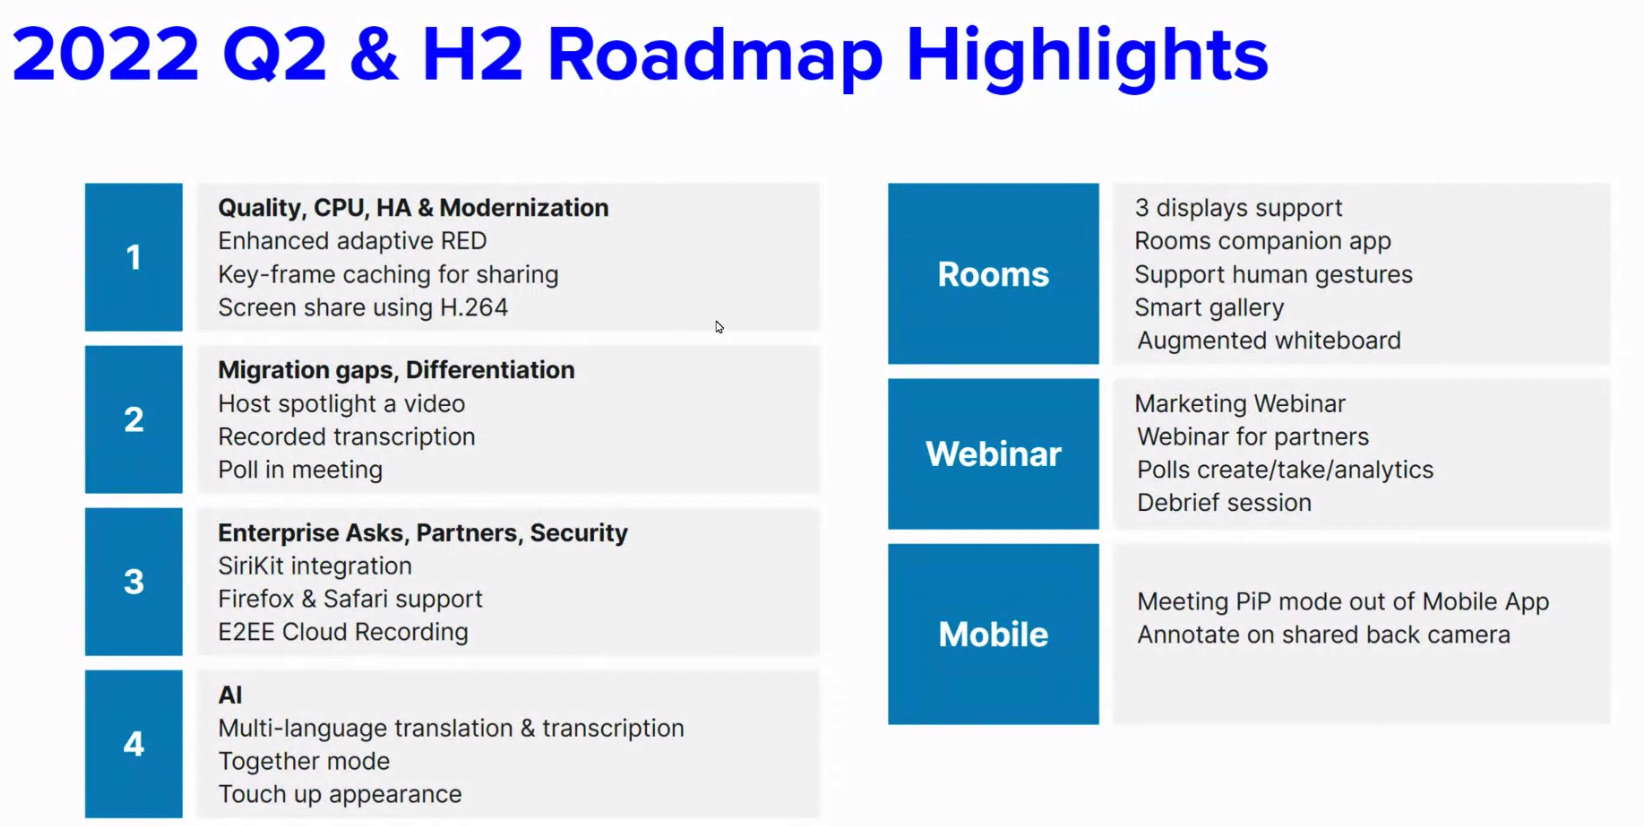 2022 Q2 & H2 Roadmap Highlights
1
Quality, CPU, HA & Modernization
Enhanced adaptive RED
Key-frame caching for sharing
Screen share using H.264
2
Migration gaps, Differentiation
Host spotlight a video
Recorded transcription
Poll in meeting
3
Enterprise Asks, Partners, Security
SiriKit integration
Firefox & Safari support
E2EE Cloud Recording
4
AI
Multi-language translation & transcription
Together mode
Touch up appearance
Rooms
3 displays support
Rooms companion app
Support human gestures
Smart gallery
Augmented whiteboard
Webinar
Marketing Webinar
Webinar for partners
Polls create/take/analytics
Debrief session
Mobile
Meeting PiP mode out of Mobile App
Annotate on shared back camera